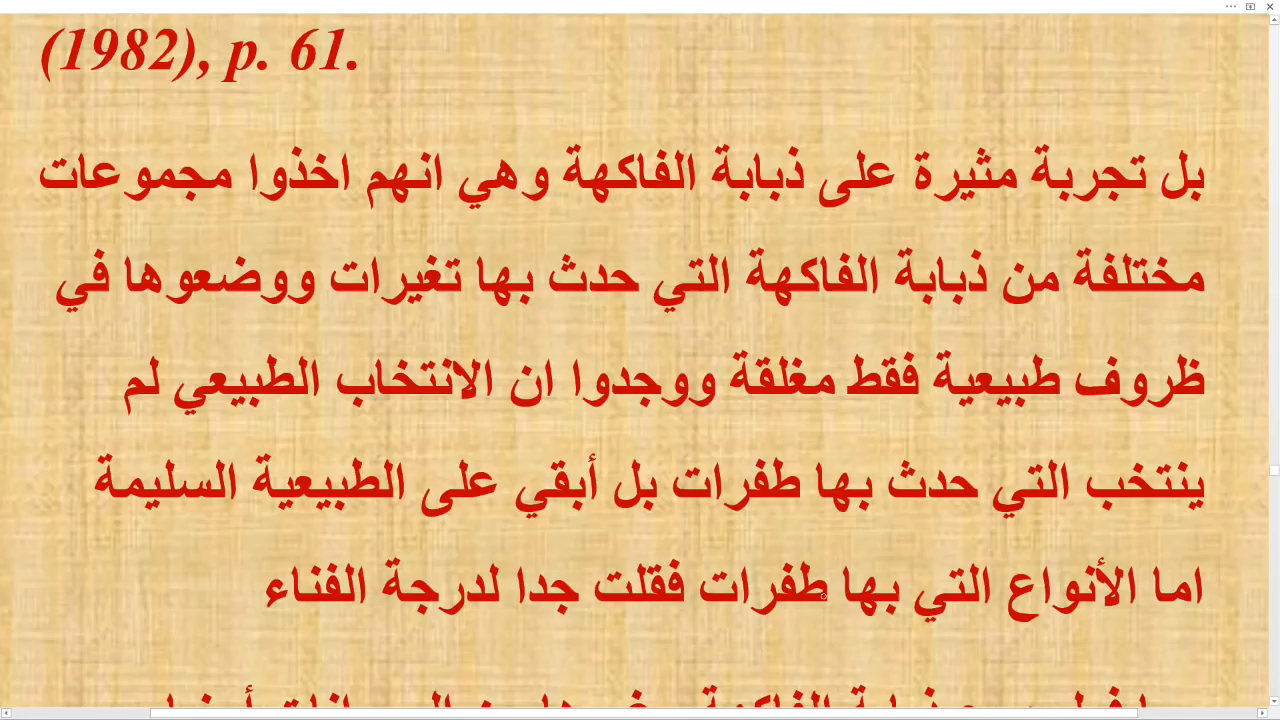 (1982), p. 61.
بل تجربة مثيرة على ذبابة الفاكهة وهي انهم اخذوا مجموعات
مختلفة من ذبابة الفاكهة التي حدث بها تغيرات ووضعوها في
ظروف طبيعية فقط مغلقة ووجدوا ان الانتخاب الطبيعي لم
ينتخب التي حدث بها طفرات بل أبقي على الطبيعية السليمة
اما الأنواع التي بها طفرات فقلت جدا لدرجة الفناء